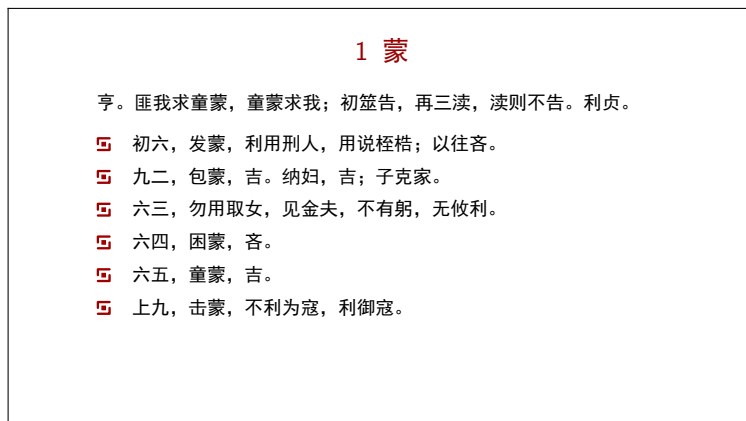 1 蒙
亨。匪我求童蒙，童蒙求我；初筮告，再三渎，渎则不告。利贞。
初六，发蒙，利用刑人，用说桎梏；以往吝。
九二，包蒙，吉。纳妇，吉；子克家。
六三，勿用取女，见金夫，不有躬，无攸利。
六四，困蒙，吝。
六五，童蒙，吉。
上九，击蒙，不利为寇，利御寇。